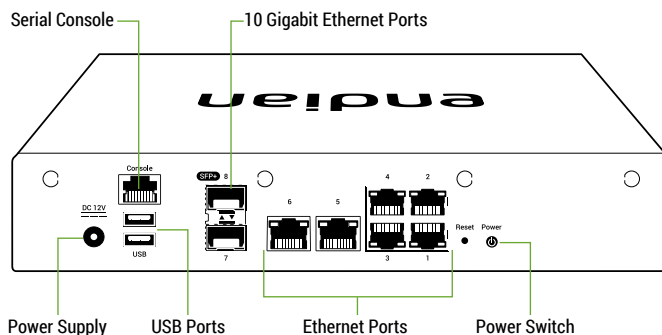 Serial Console
10 Gigabit Ethernet Ports
endian
Console
SFP+ 8
4
2
DC 12V
6
5
Reset
Power
USB
7
3
1
Power Supply
USB Ports
Ethernet Ports
Power Switch